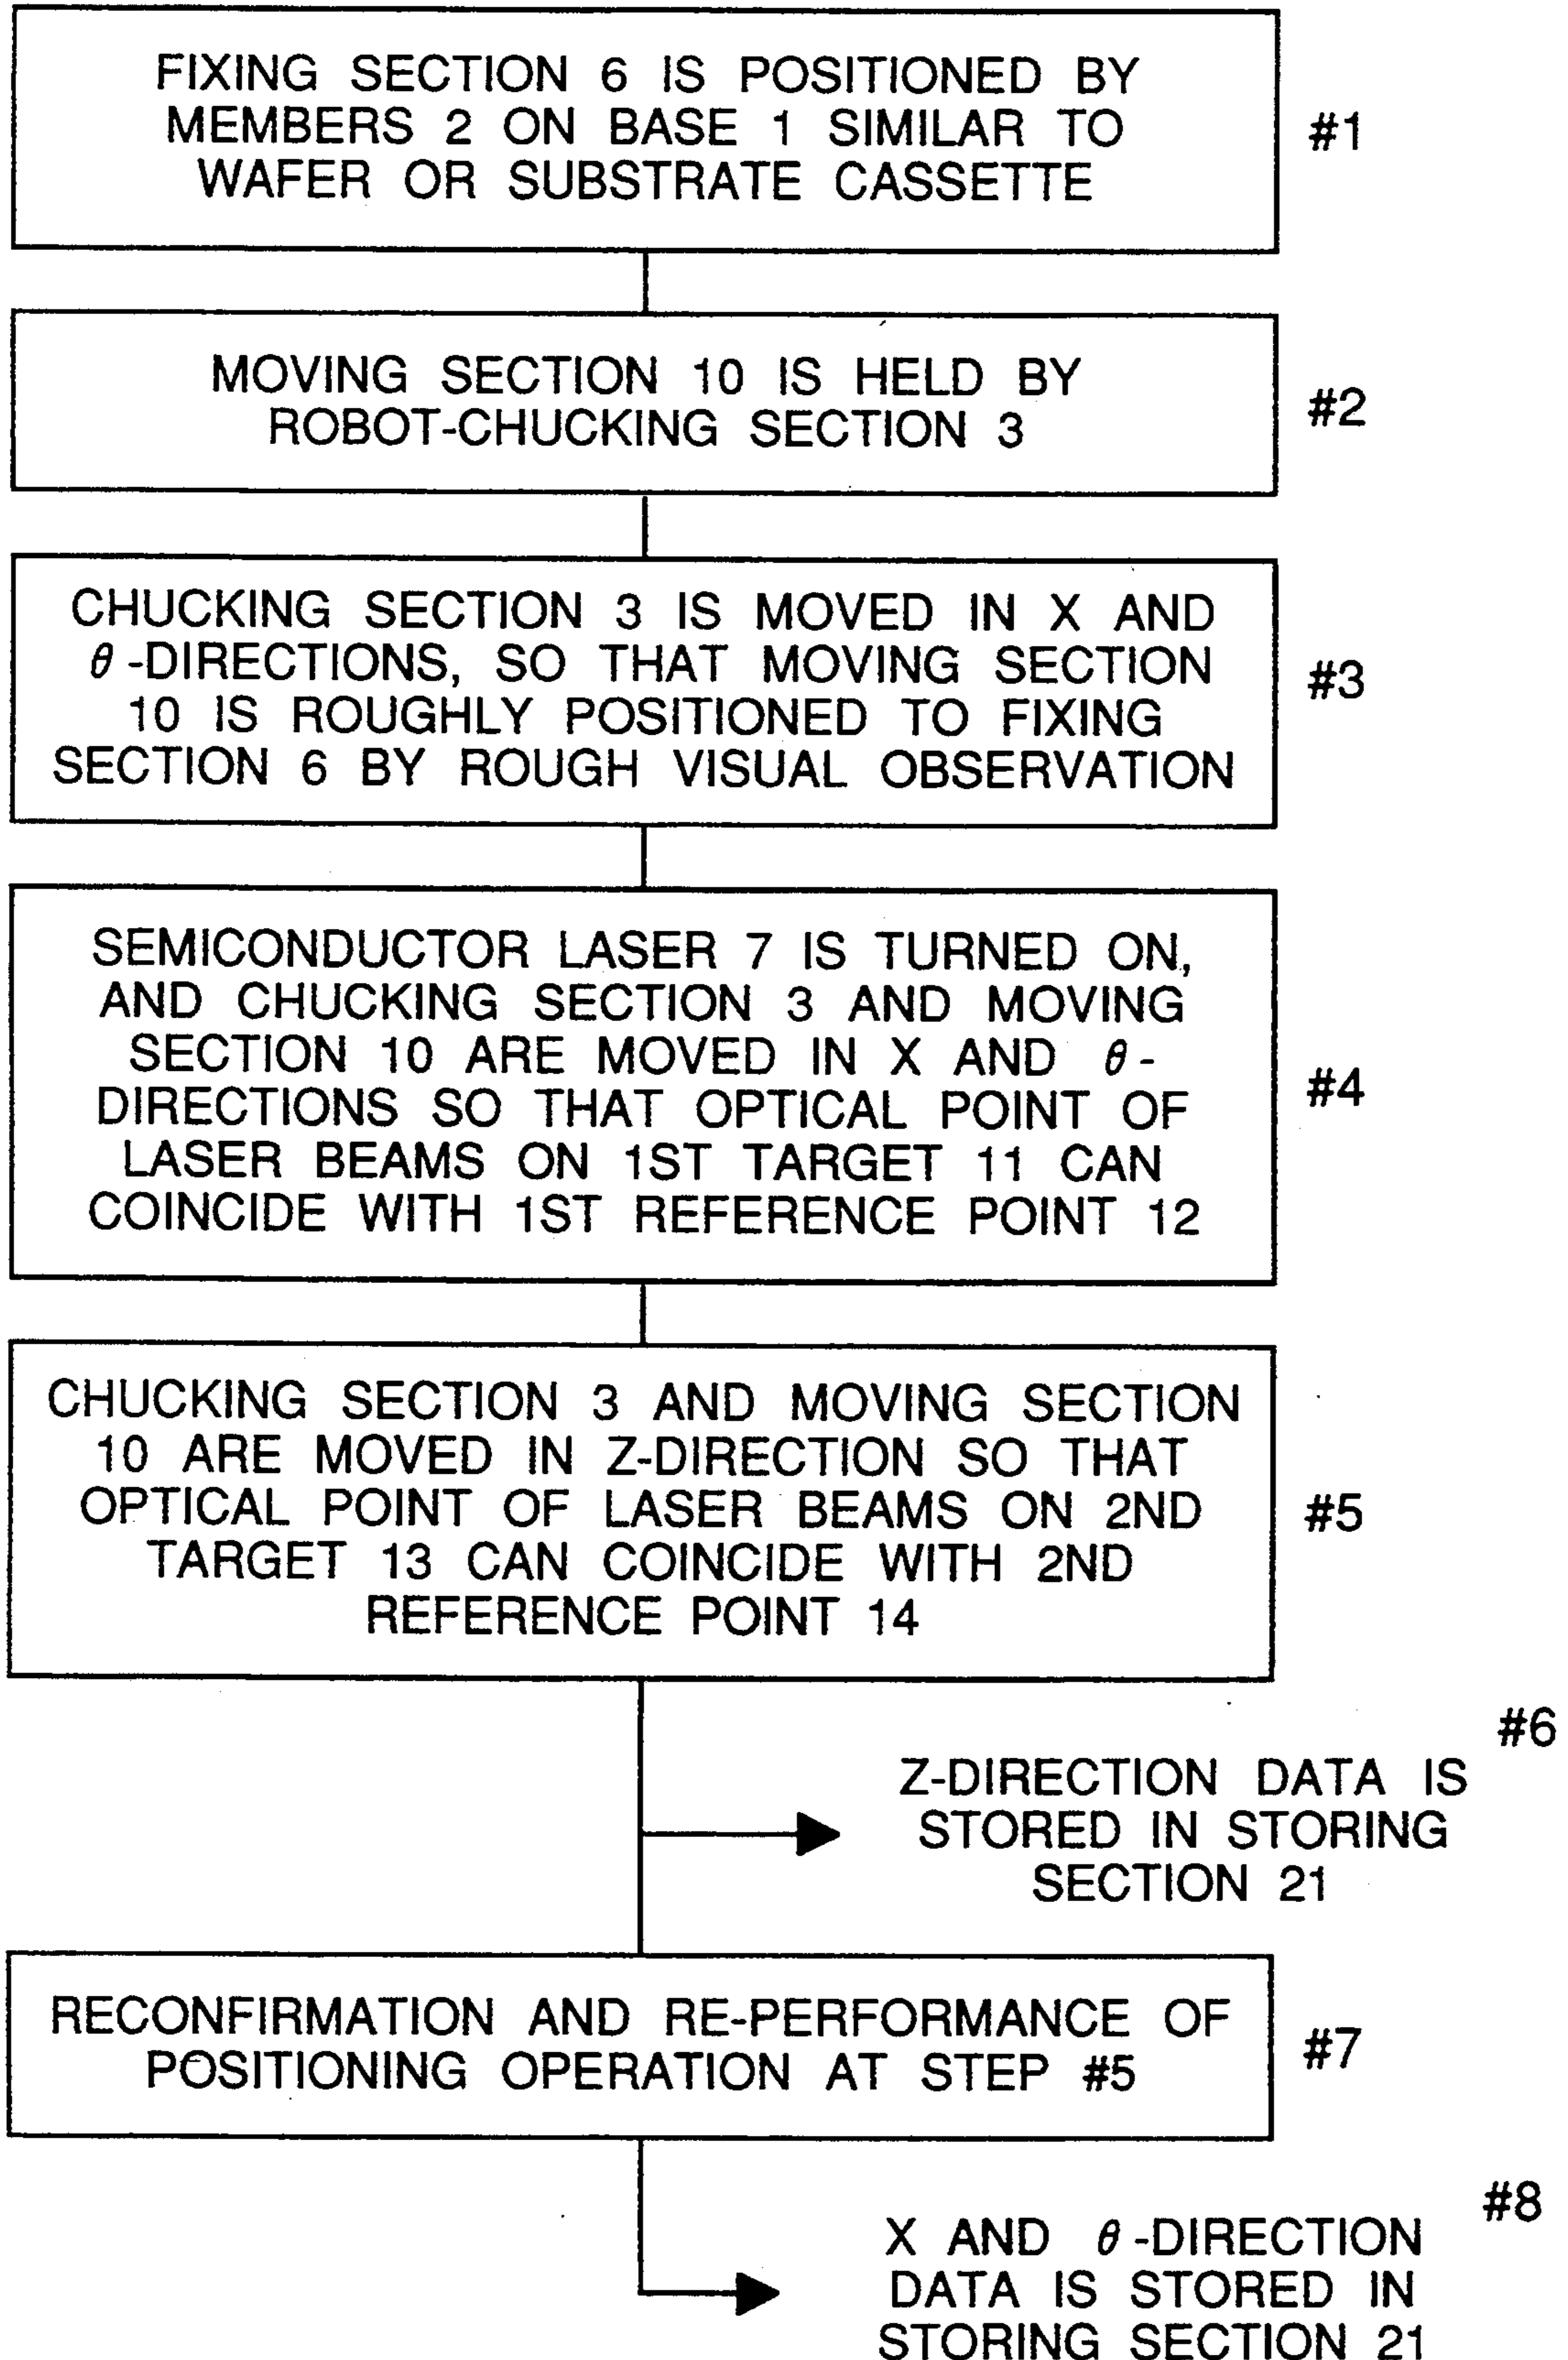 FIXING SECTION 6 IS POSITIONED BY
MEMBERS 2 ON BASE 1 SIMILAR TO
WAFER OR SUBSTRATE CASSETTE
#1
MOVING SECTION 10 IS HELD BY
ROBOT-CHUCKING SECTION 3
#2
CHUCKING SECTION 3 IS MOVED IN X AND
θ-DIRECTIONS, SO THAT MOVING SECTION
10 IS ROUGHLY POSITIONED TO FIXING
SECTION 6 BY ROUGH VISUAL OBSERVATION
#3
SEMICONDUCTOR LASER 7 IS TURNED ON,
AND CHUCKING SECTION 3 AND MOVING
SECTION 10 ARE MOVED IN X AND θ-
DIRECTIONS SO THAT OPTICAL POINT OF
LASER BEAMS ON 1ST TARGET 11 CAN
COINCIDE WITH 1ST REFERENCE POINT 12
#4
CHUCKING SECTION 3 AND MOVING SECTION
10 ARE MOVED IN Z-DIRECTION SO THAT
OPTICAL POINT OF LASER BEAMS ON 2ND
TARGET 13 CAN COINCIDE WITH 2ND
REFERENCE POINT 14
#5
#6
Z-DIRECTION DATA IS
STORED IN STORING
SECTION 21
RECONFIRMATION AND RE-PERFORMANCE OF
POSITIONING OPERATION AT STEP #5
#7
#8
X AND θ-DIRECTION
DATA IS STORED IN
STORING SECTION 21